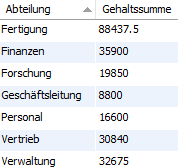 Abteilung Gehaltssumme
Fertigung 88437.5
Finanzen 35900
Forschung 19850
Geschäftsleitung 8800
Personal 16600
Vertrieb 30840
Verwaltung 32675